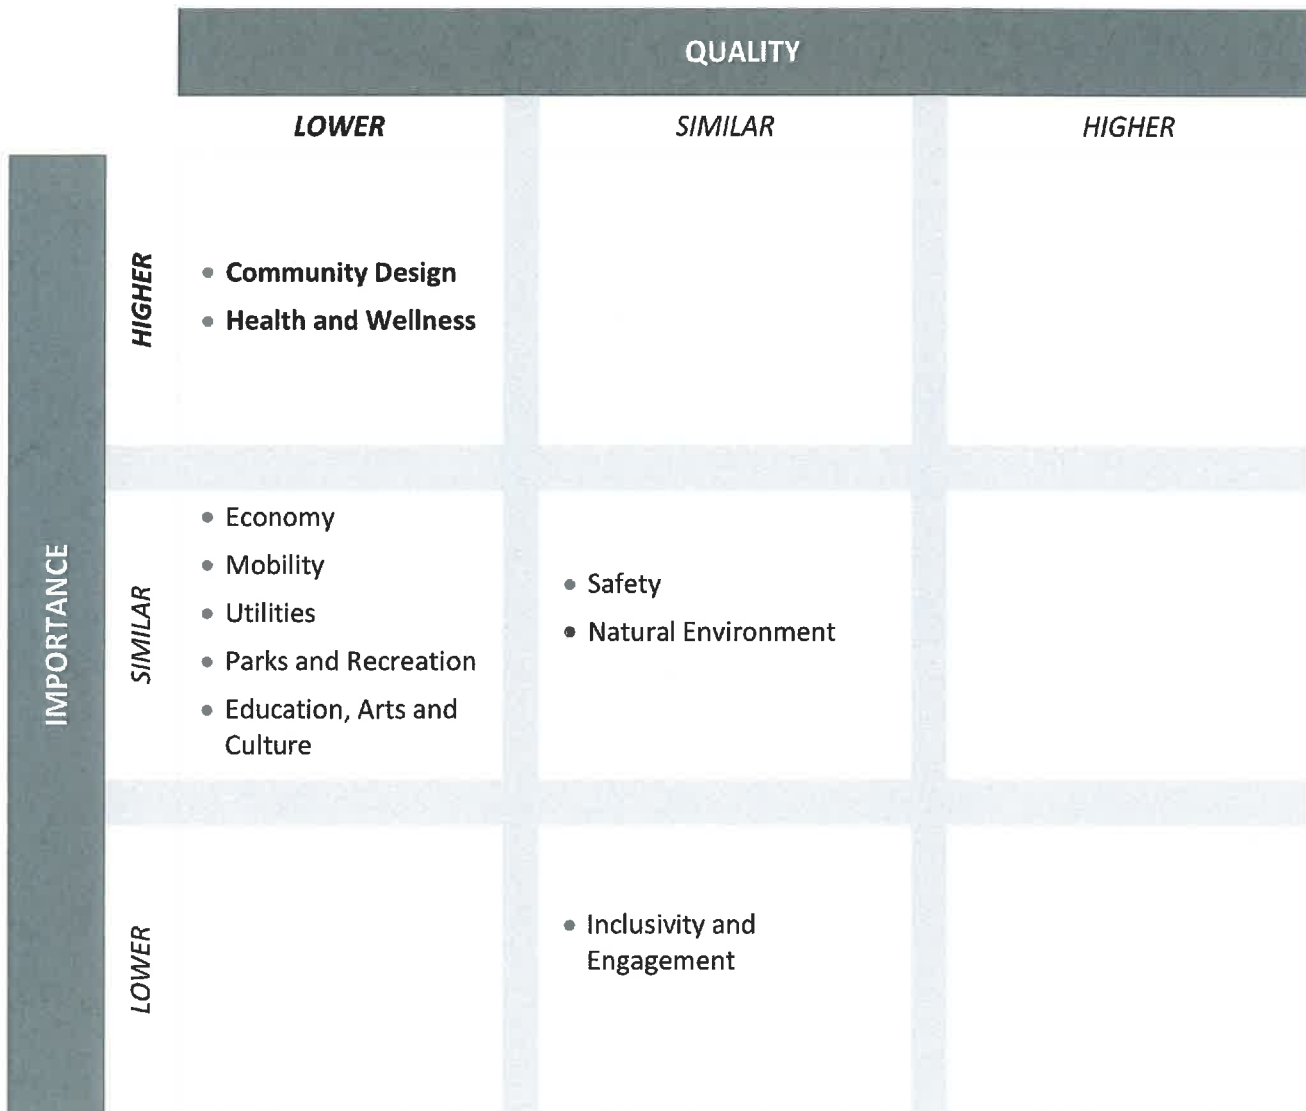 QUALITY
LOWER
SIMILAR
HIGHER
IMPORTANCE
HIGHER
• Community Design
• Health and Wellness
SIMILAR
• Economy
• Mobility
• Utilities
• Parks and Recreation
• Education, Arts and
Culture
• Safety
• Natural Environment
LOWER
• Inclusivity and
Engagement